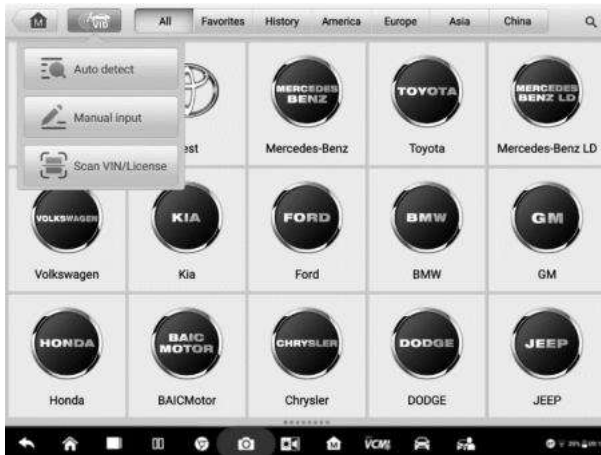 M
VID
All
Favorites
History
America
Europe
Asia
China
Auto detect
Manual input
Scan VIN/License
est
MERCEDES
BENZ
Mercedes-Benz
TOYOTA
Toyota
MERCEDES
BENZ LD
Mercedes-Benz LD
VOLKSWAGEN
Volkswagen
KIA
Kia
FORD
Ford
BMW
BMW
GM
GM
HONDA
Honda
BAIC
MOTOR
BAICMotor
CHRYSLER
Chrysler
DODGE
DODGE
JEEP
JEEP
M
VCMI